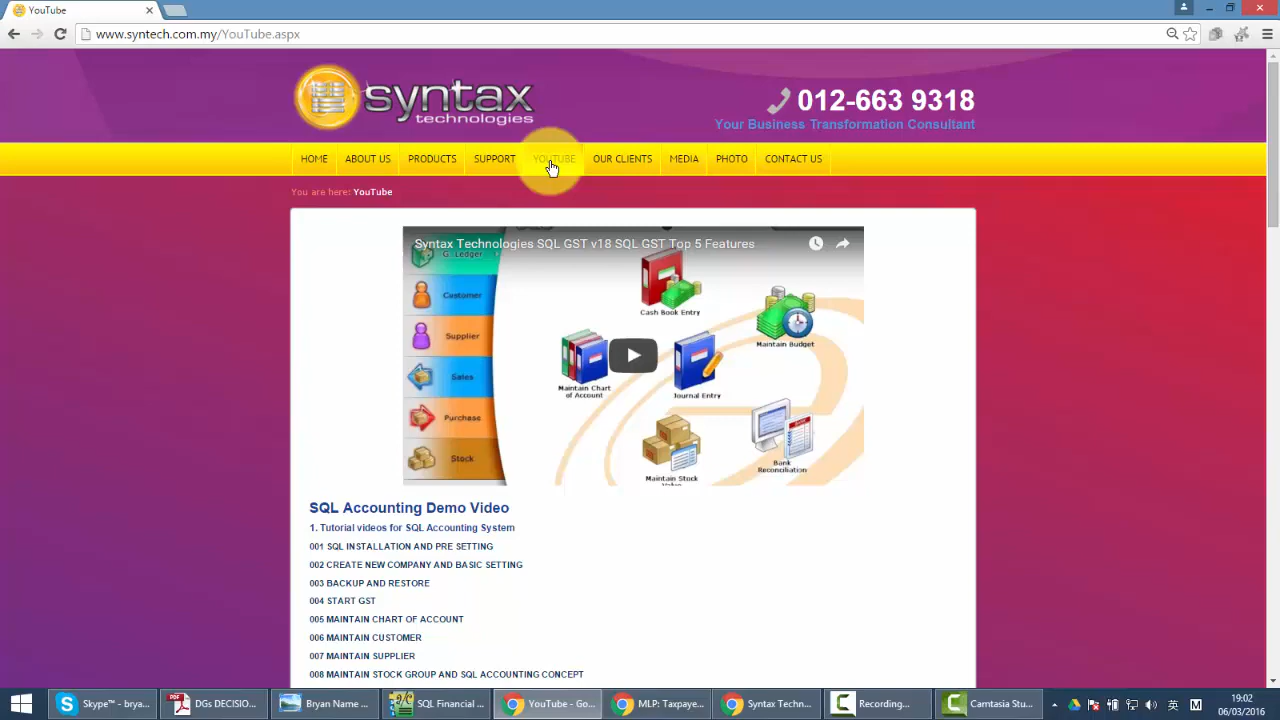 YouTube
www.syntech.com.my/YouTube.aspx
syntax
technologies
012-663 9318
Your Business Transformation Consultant
HOME ABOUT US PRODUCTS SUPPORT YOUTUBE OUR CLIENTS MEDIA PHOTO CONTACT US
You are here: YouTube
Syntax Technologies SQL GST v18 SQL GST Top 5 Features
G. Ledger
Customer
Supplier
Sales
Purchase
Stock
Cash Book Entry
Maintain Budget
Maintain Chart
of Account
Journal Entry
Bank
Reconciliation
Maintain Stock
Value
SQL Accounting Demo Video
1. Tutorial videos for SQL Accounting System
001 SQL INSTALLATION AND PRE SETTING
002 CREATE NEW COMPANY AND BASIC SETTING
003 BACKUP AND RESTORE
004 START GST
005 MAINTAIN CHART OF ACCOUNT
006 MAINTAIN CUSTOMER
007 MAINTAIN SUPPLIER
008 MAINTAIN STOCK GROUP AND SQL ACCOUNTING CONCEPT
Skype™ - brya... DGs DECISIO... Bryan Name ... SQL Financial ... YouTube - Go... MLP: Taxpaye... Syntax Techn... Recording... Camtasia Stu... 英 M 19:02
06/03/2016